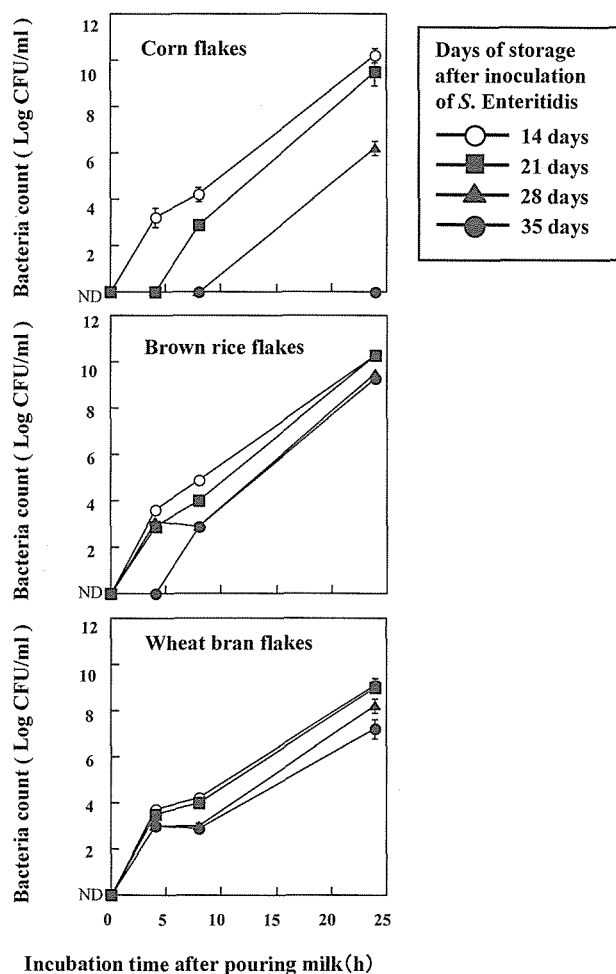 Bacteria count ( Log CFU/ml )
12
10
8
6
4
2
ND
Corn flakes
Days of storage
after inoculation
of S. Enteritidis
14 days
21 days
28 days
35 days
Bacteria count ( Log CFU/ml )
12
10
8
6
4
2
ND
Brown rice flakes
Bacteria count ( Log CFU/ml )
12
10
8
6
4
2
ND
Wheat bran flakes
0 5 10 15 20 25
Incubation time after pouring milk(h)